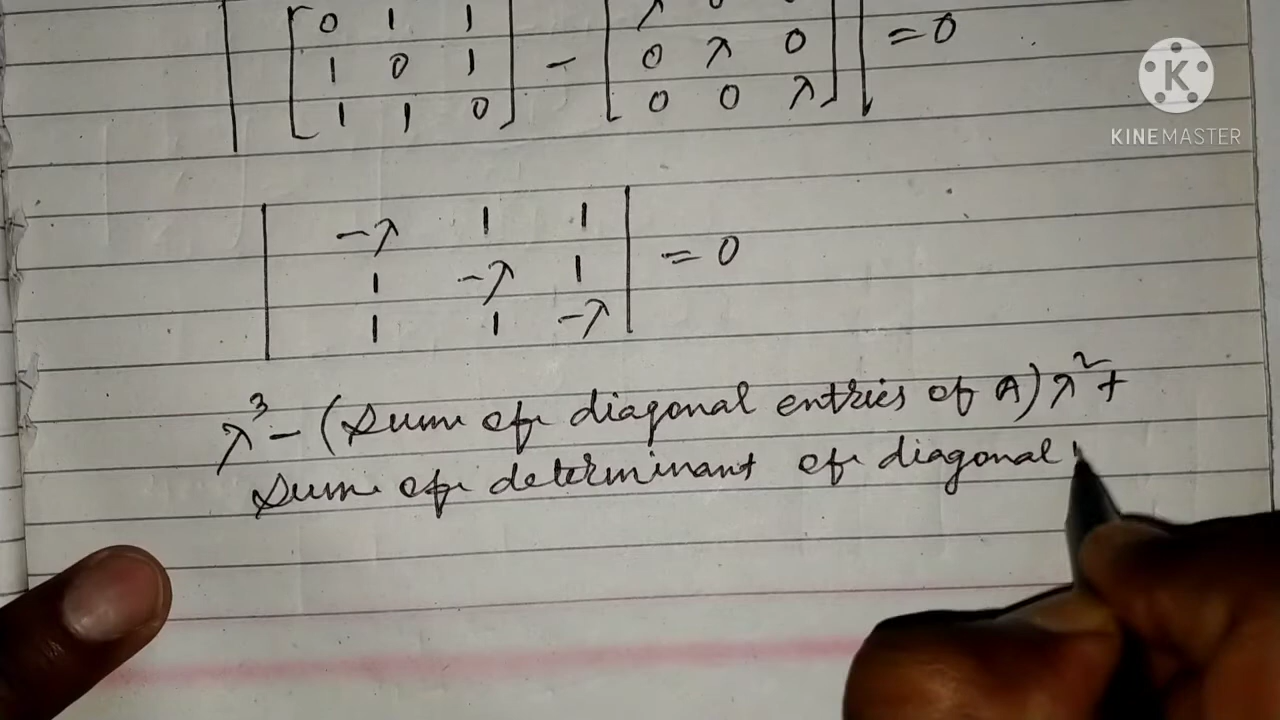 0 1 1 λ 0 0
1 0 1 - 0 λ 0 = 0
1 1 0 0 0 λ
K
KINEMASTER
-λ 1 1
1 -λ 1 = 0
1 1 -λ
λ³ - (Sum of diagonal entries of A) λ² +
Sum of determinant of diagonal